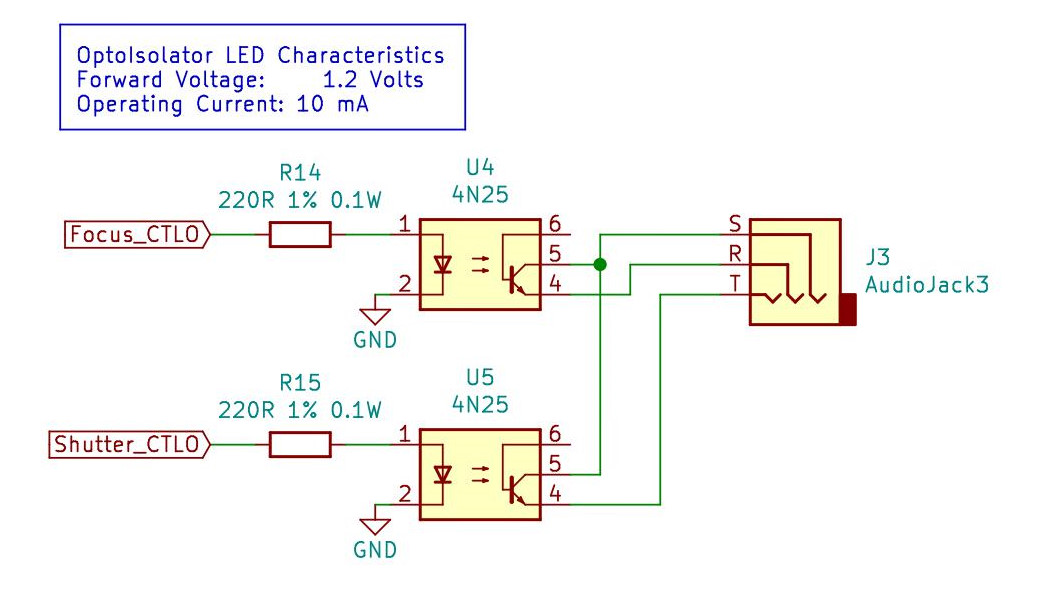 OptoIsolator LED Characteristics
Forward Voltage: 1.2 Volts
Operating Current: 10 mA
R14
220R 1% 0.1W
U4
4N25
Focus_CTLO
1
2
6
5
4
GND
S
R
T
J3
AudioJack3
R15
220R 1% 0.1W
U5
4N25
Shutter_CTLO
1
2
6
5
4
GND